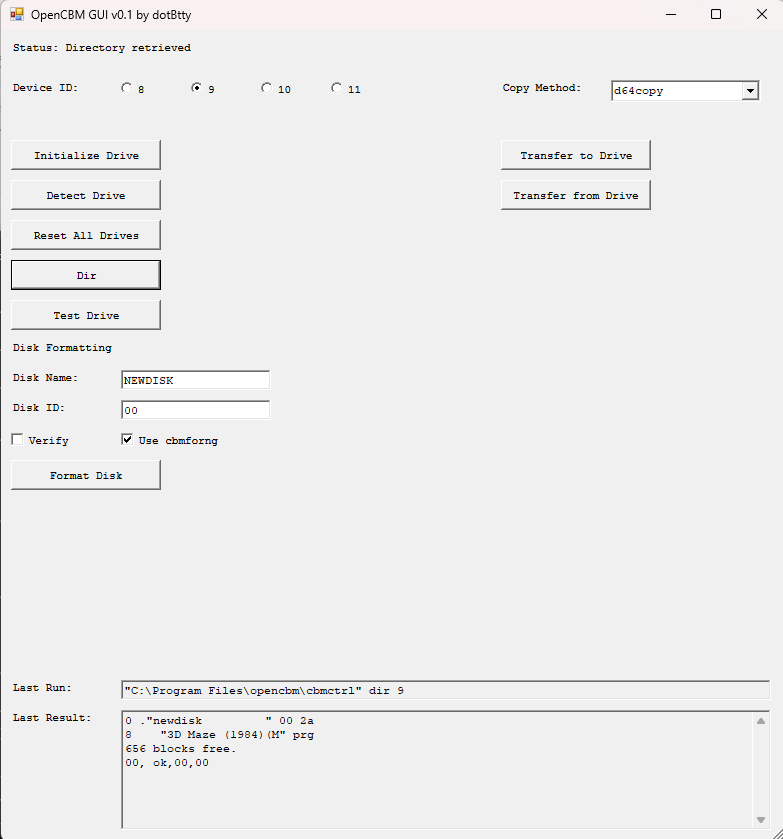 OpenCBM GUI v0.1 by dotBtty
Status: Directory retrieved
Device ID: 8 9 10 11 Copy Method: d64copy
Initialize Drive Transfer to Drive
Detect Drive Transfer from Drive
Reset All Drives
Dir
Test Drive
Disk Formatting
Disk Name: NEWDISK
Disk ID: 00
Verify Use cbmforng
Format Disk
Last Run: "C:\Program Files\opencbm\cbmctrl" dir 9
Last Result: 0 ."newdisk         " 00 2a
8    "3D Maze (1984)(M" prg
656 blocks free.
00, ok,00,00